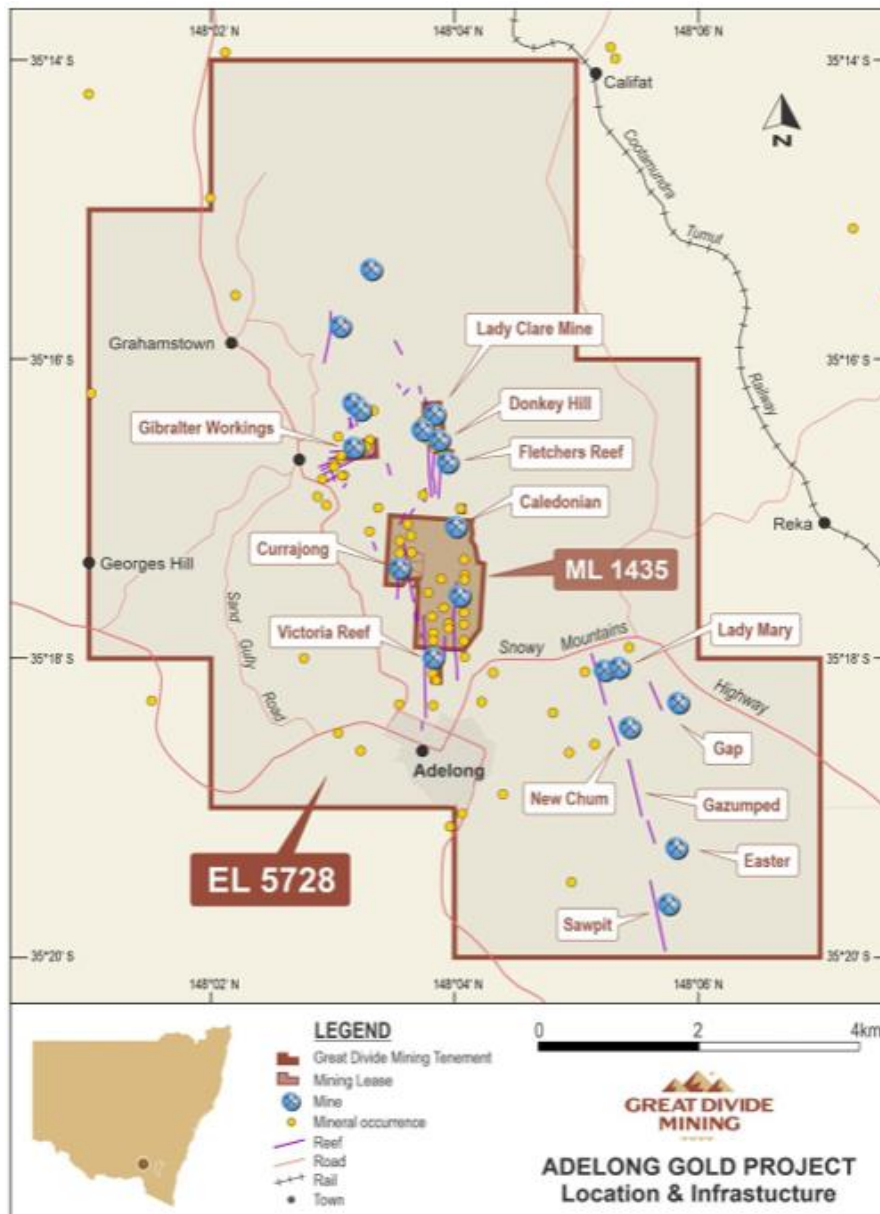 148°02' N
148°04' N
148°06' N
35°14' S
35°14' S
Califat
N
Cootamundra
Tumut
Railway
Lady Clare Mine
Grahamstown
35°16' S
35°16' S
Donkey Hill
Gibralter Workings
Fletchers Reef
Caledonian
Reka
Currajong
ML 1435
Georges Hill
Sand
Gully
Road
Victoria Reef
Snowy
Mountains
Highway
Lady Mary
35°18' S
35°18' S
Gap
Adelong
New Chum
Gazumped
EL 5728
Easter
Sawpit
35°20' S
35°20' S
148°02' N
148°04' N
148°06' N
LEGEND
Great Divide Mining Tenement
Mining Lease
Mine
Mineral occurrence
Reef
Road
Rail
Town
0
2
4km
GREAT DIVIDE
MINING
ADELONG GOLD PROJECT
Location & Infrastucture